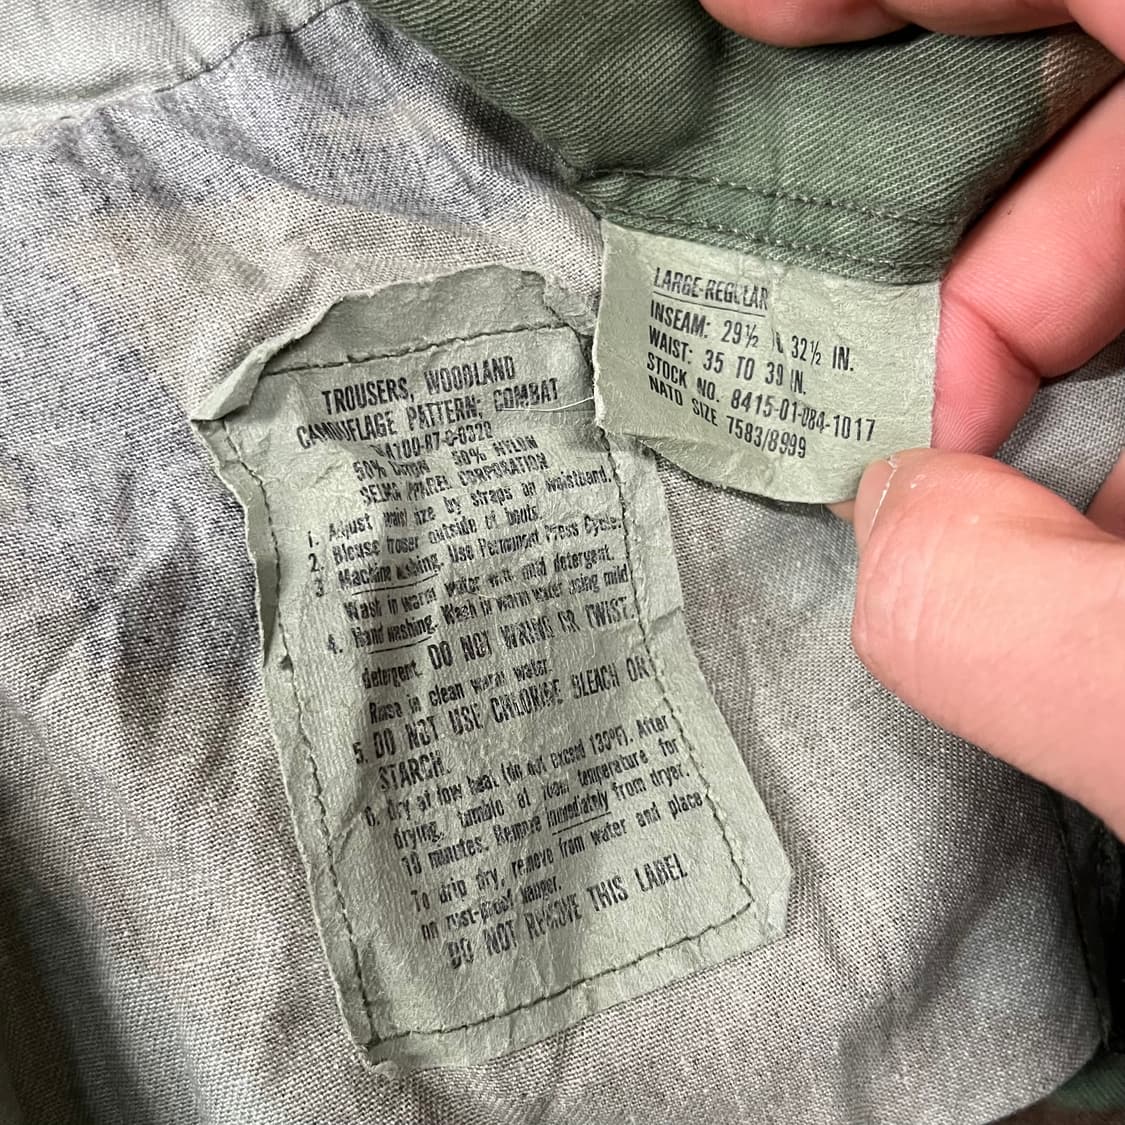 TROUSERS, WOODLAND
CAMOUFLAGE PATTERN; COMBAT
50% COTTON 50% NYLON
SELMA APPAREL CORPORATION
1. Adjust waist size by straps on waistband.
2. Blouse trouser outside of boots.
3 Machine washing. Use Permanent Press Cycle.
Wash in warm water with mild detergent.
4. Hand washing. Wash in warm water using mild
detergent. DO NOT WRING OR TWIST.
Rinse in clean warm water.
5. DO NOT USE CHLORINE BLEACH OR
STARCH.
6. dry at low heat (do not exceed 130°F). After
drying, tumble at room temperature for
10 minutes. Remove immediately from dryer.
To drip dry, remove from water and place
on rust-proof hanger.
DO NOT REMOVE THIS LABEL
LARGE-REGULAR
INSEAM: 29½ 32½ IN.
WAIST: 35 TO 39 IN.
STOCK NO. 8415-01-084-1017
NATO SIZE 7583/8999